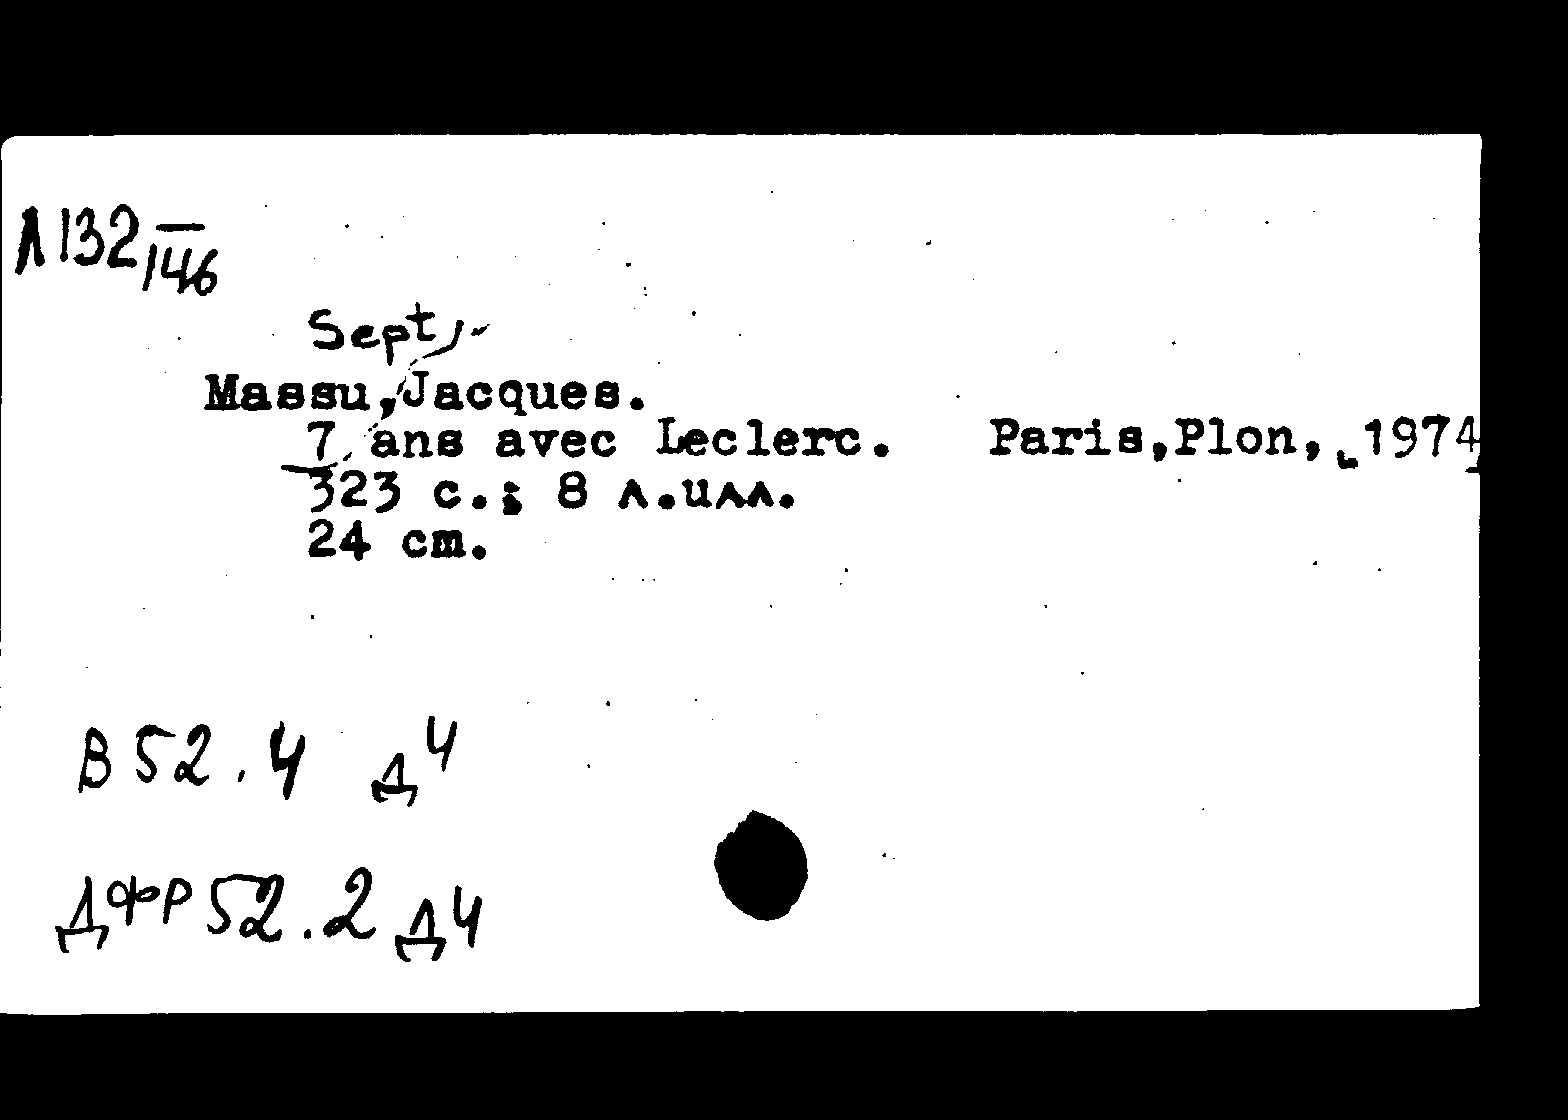 Л132 –/146
Sept
Massu, Jacques.
7 ans avec Leclerc. Paris, Plon, 1974
323 с.; 8 л.илл.
24 cm.
В52.4 Д4
ДФР52.2 Д4